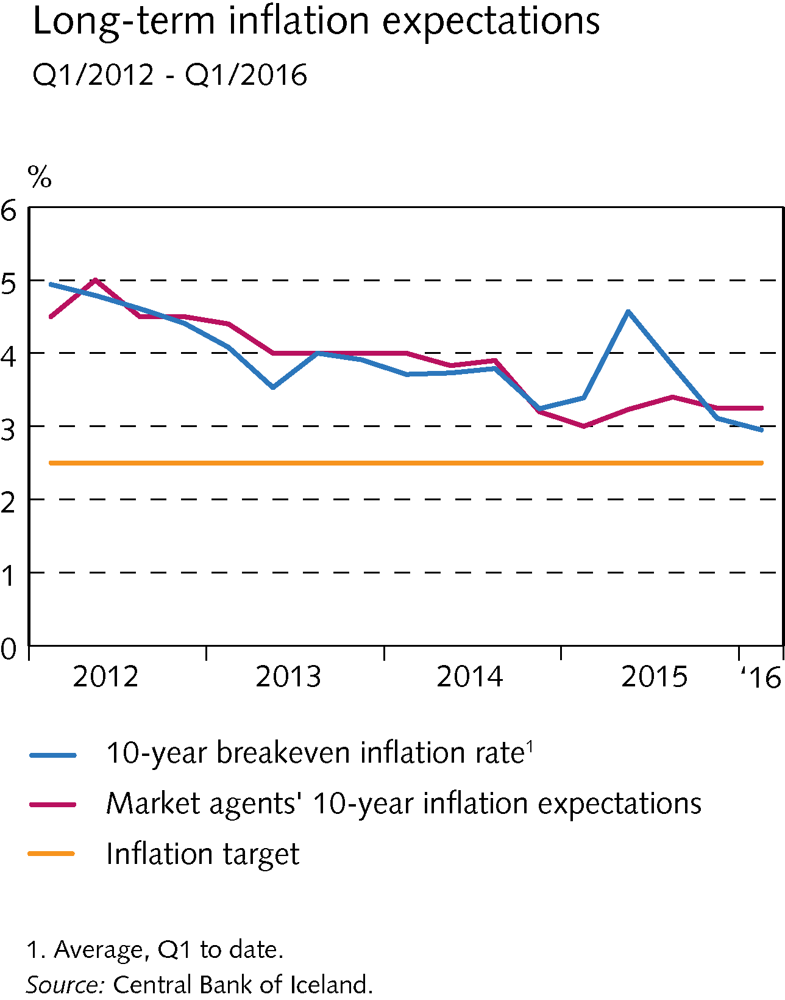 Long-term inflation expectations
Q1/2012 - Q1/2016
%
6
5
4
3
2
1
0
2012 2013 2014 2015 ‘16
10-year breakeven inflation rate¹
Market agents' 10-year inflation expectations
Inflation target
1. Average, Q1 to date.
Source: Central Bank of Iceland.